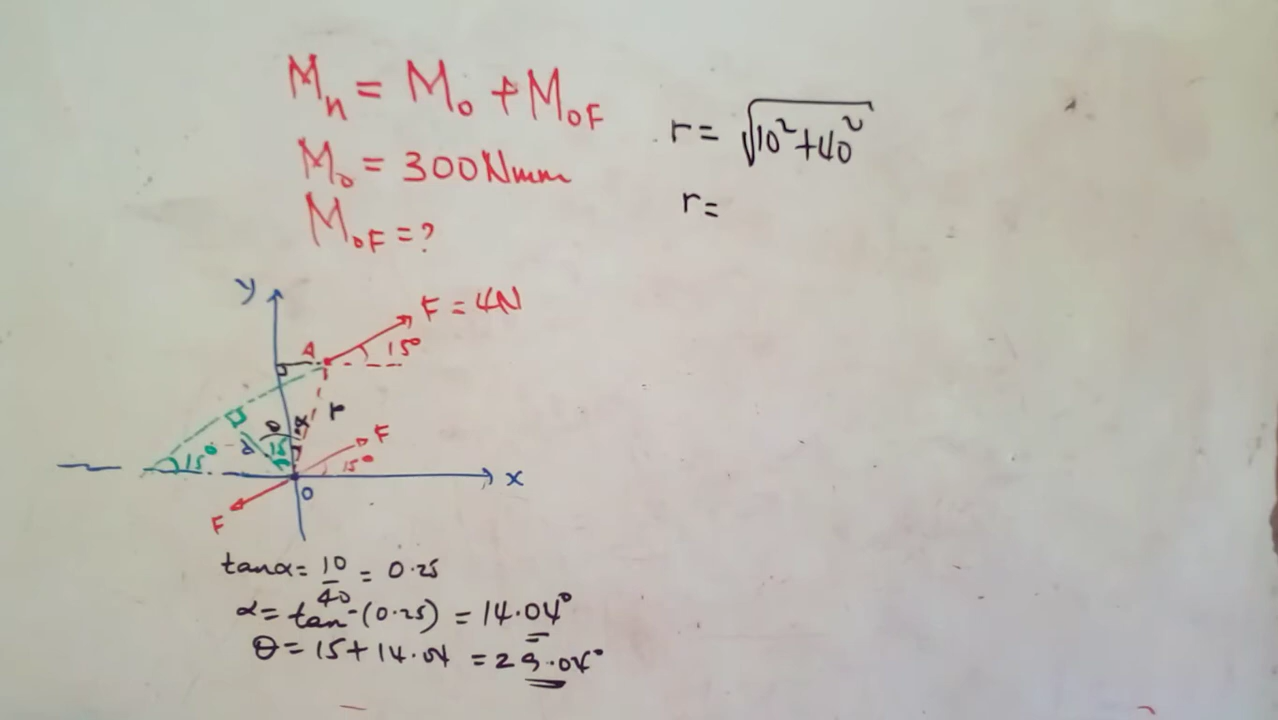 Mn = Mo + MoF
Mo = 300Nmm
MoF = ?
r = √10²+40²
r =
y
F = 4N
A
15°
r
θ
α
d
15
15°
F
15°
x
O
F
tanα = 10/40 = 0.25
α = tan⁻(0.25) = 14.04°
θ = 15 + 14.04 = 29.04°